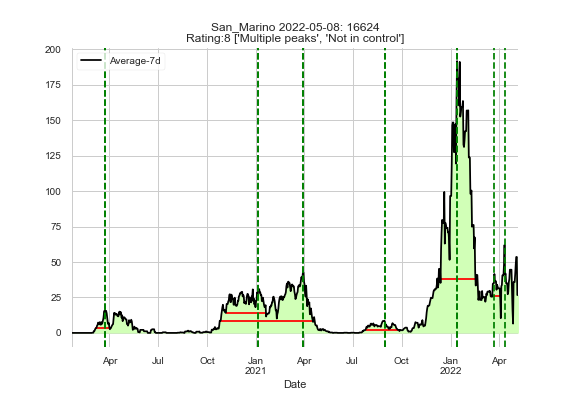 San_Marino 2022-05-08: 16624
Rating:8 ['Multiple peaks', 'Not in control']
Average-7d
200
175
150
125
100
75
50
25
0
Apr Jul Oct Jan Apr Jul Oct Jan Apr
2021 2022
Date